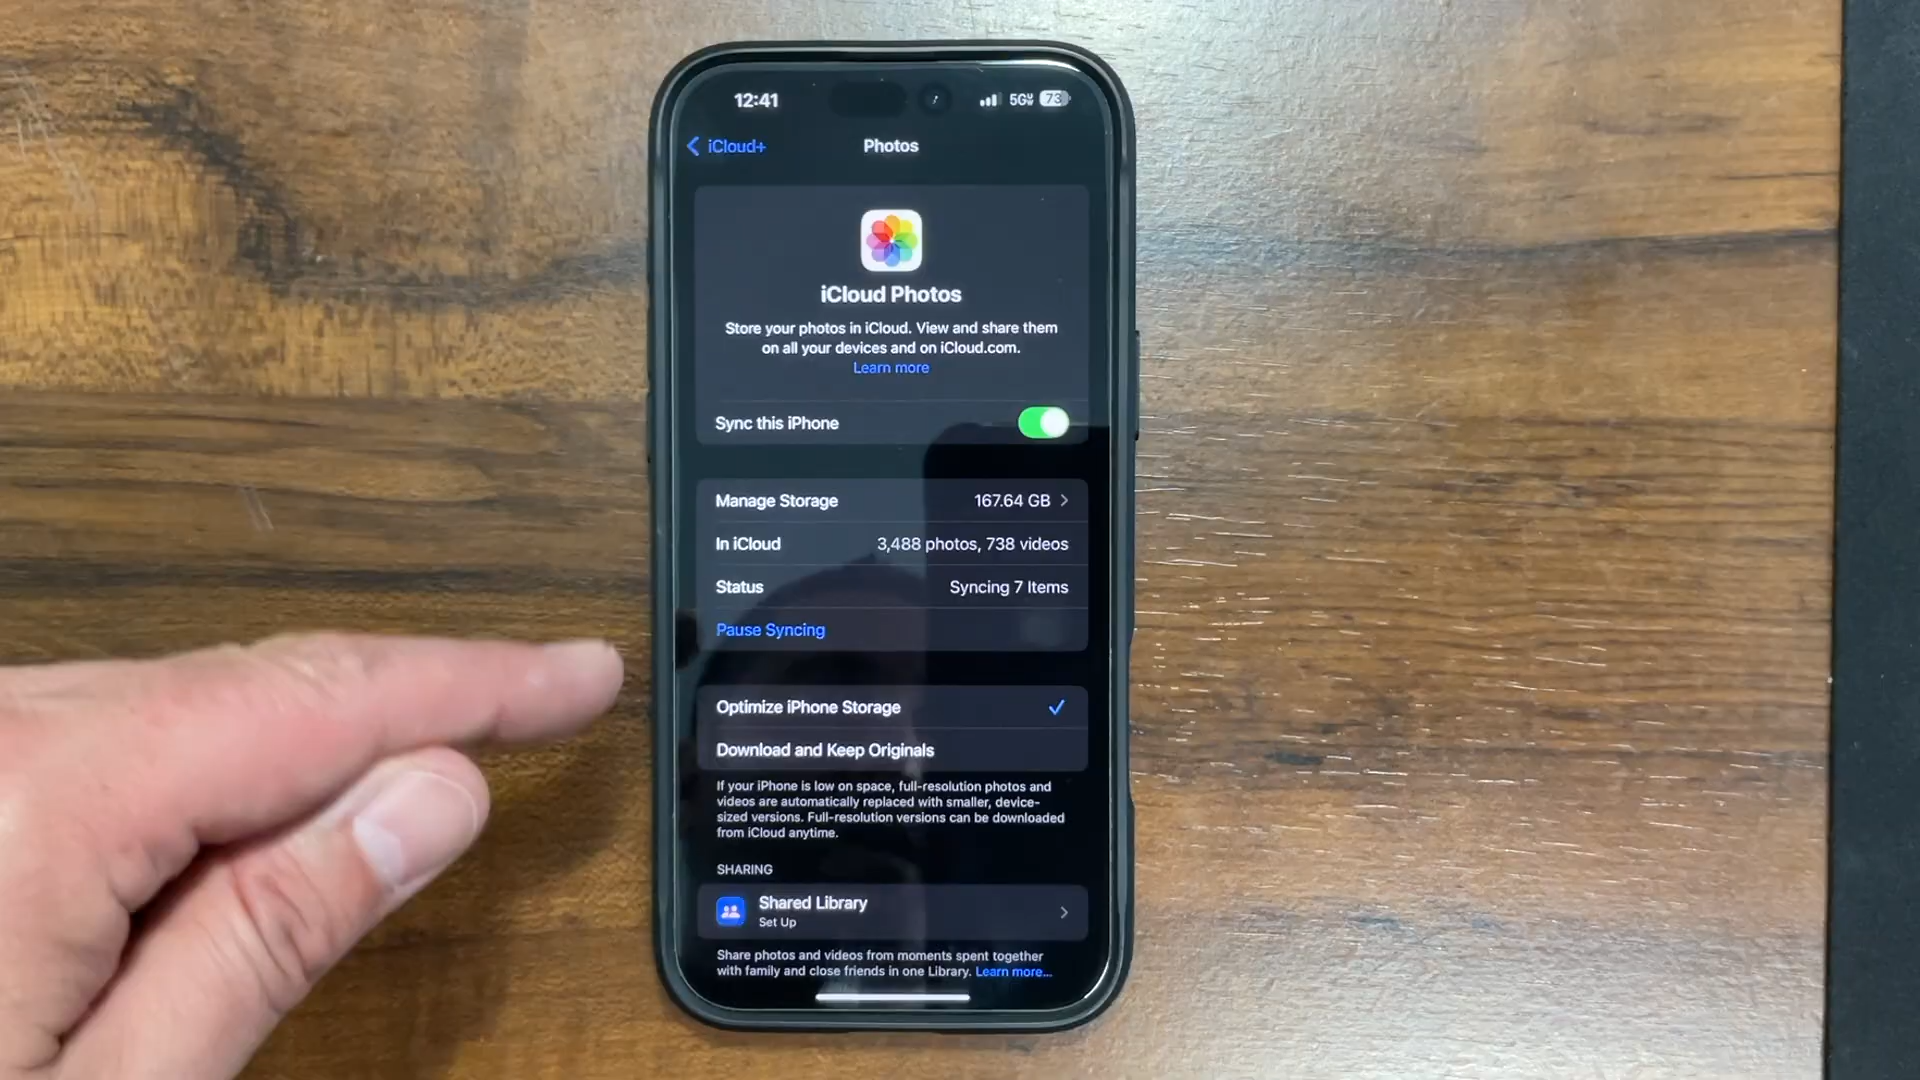 12:41
5G 73
iCloud+
Photos
iCloud Photos
Store your photos in iCloud. View and share them
on all your devices and on iCloud.com.
Learn more
Sync this iPhone
Manage Storage 167.64 GB
In iCloud 3,488 photos, 738 videos
Status Syncing 7 Items
Pause Syncing
Optimize iPhone Storage
Download and Keep Originals
If your iPhone is low on space, full-resolution photos and
videos are automatically replaced with smaller, device-
sized versions. Full-resolution versions can be downloaded
from iCloud anytime.
SHARING
Shared Library
Set Up
Share photos and videos from moments spent together
with family and close friends in one Library. Learn more...